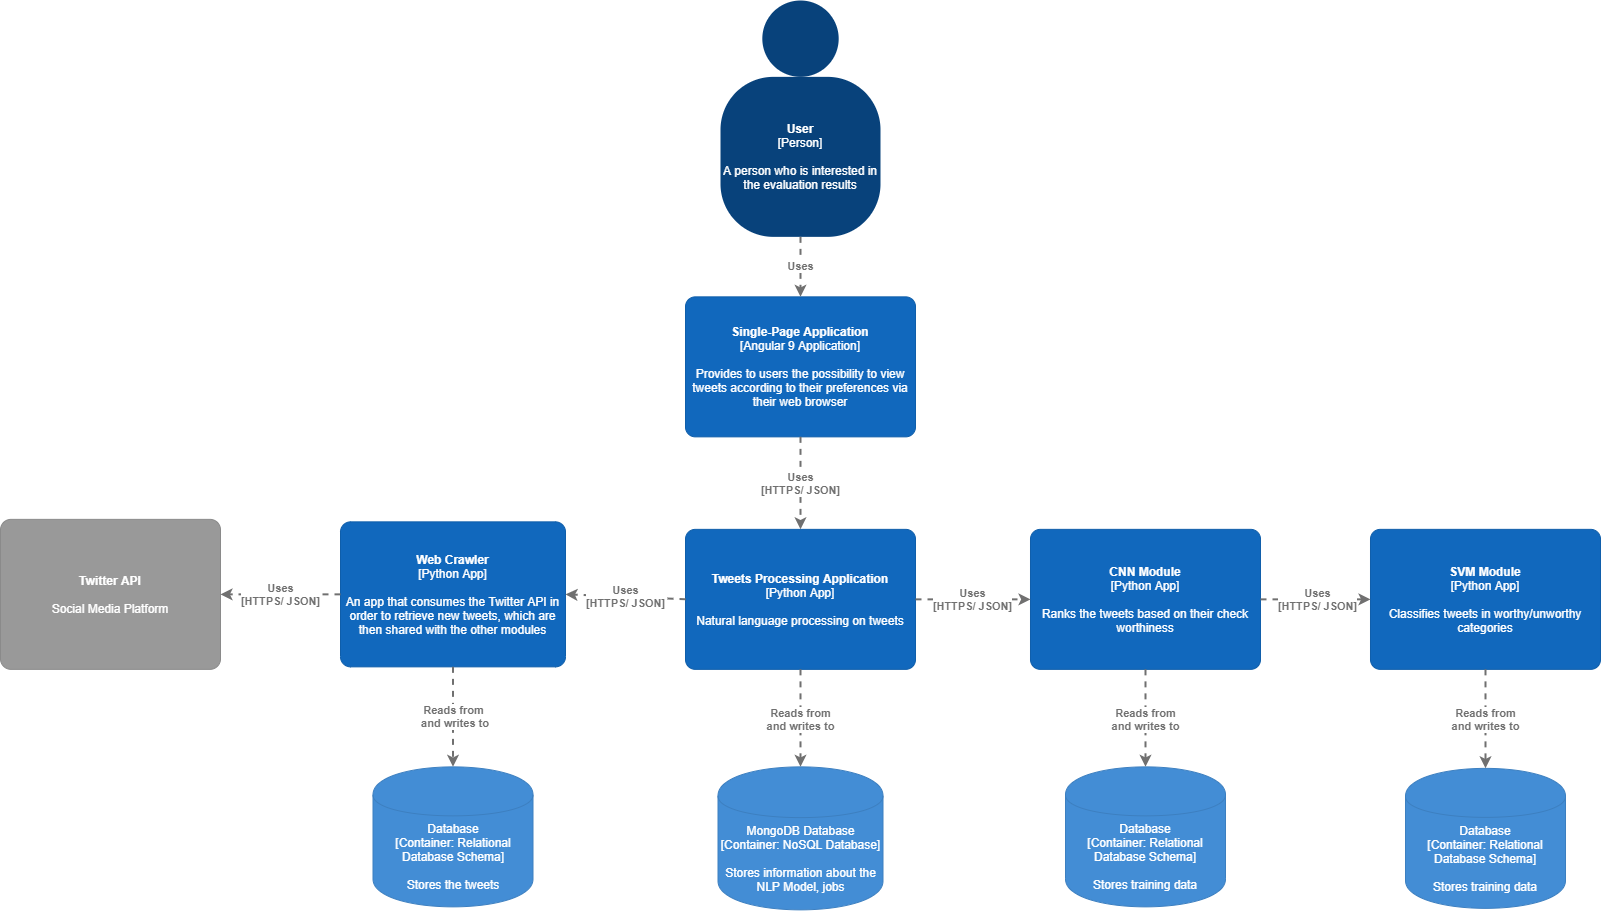 User
[Person]
A person who is interested in
the evaluation results
Uses
Single-Page Application
[Angular 9 Application]
Provides to users the possibility to view
tweets according to their preferences via
their web browser
Uses
[HTTPS/ JSON]
Twitter API
Social Media Platform
Uses
[HTTPS/ JSON]
Web Crawler
[Python App]
An app that consumes the Twitter API in
order to retrieve new tweets, which are
then shared with the other modules
Uses
[HTTPS/ JSON]
Tweets Processing Application
[Python App]
Natural language processing on tweets
Uses
[HTTPS/ JSON]
CNN Module
[Python App]
Ranks the tweets based on their check
worthiness
Uses
[HTTPS/ JSON]
SVM Module
[Python App]
Classifies tweets in worthy/unworthy
categories
Reads from
and writes to
Reads from
and writes to
Reads from
and writes to
Reads from
and writes to
Database
[Container: Relational
Database Schema]
Stores the tweets
MongoDB Database
[Container: NoSQL Database]
Stores information about the
NLP Model, jobs
Database
[Container: Relational
Database Schema]
Stores training data
Database
[Container: Relational
Database Schema]
Stores training data